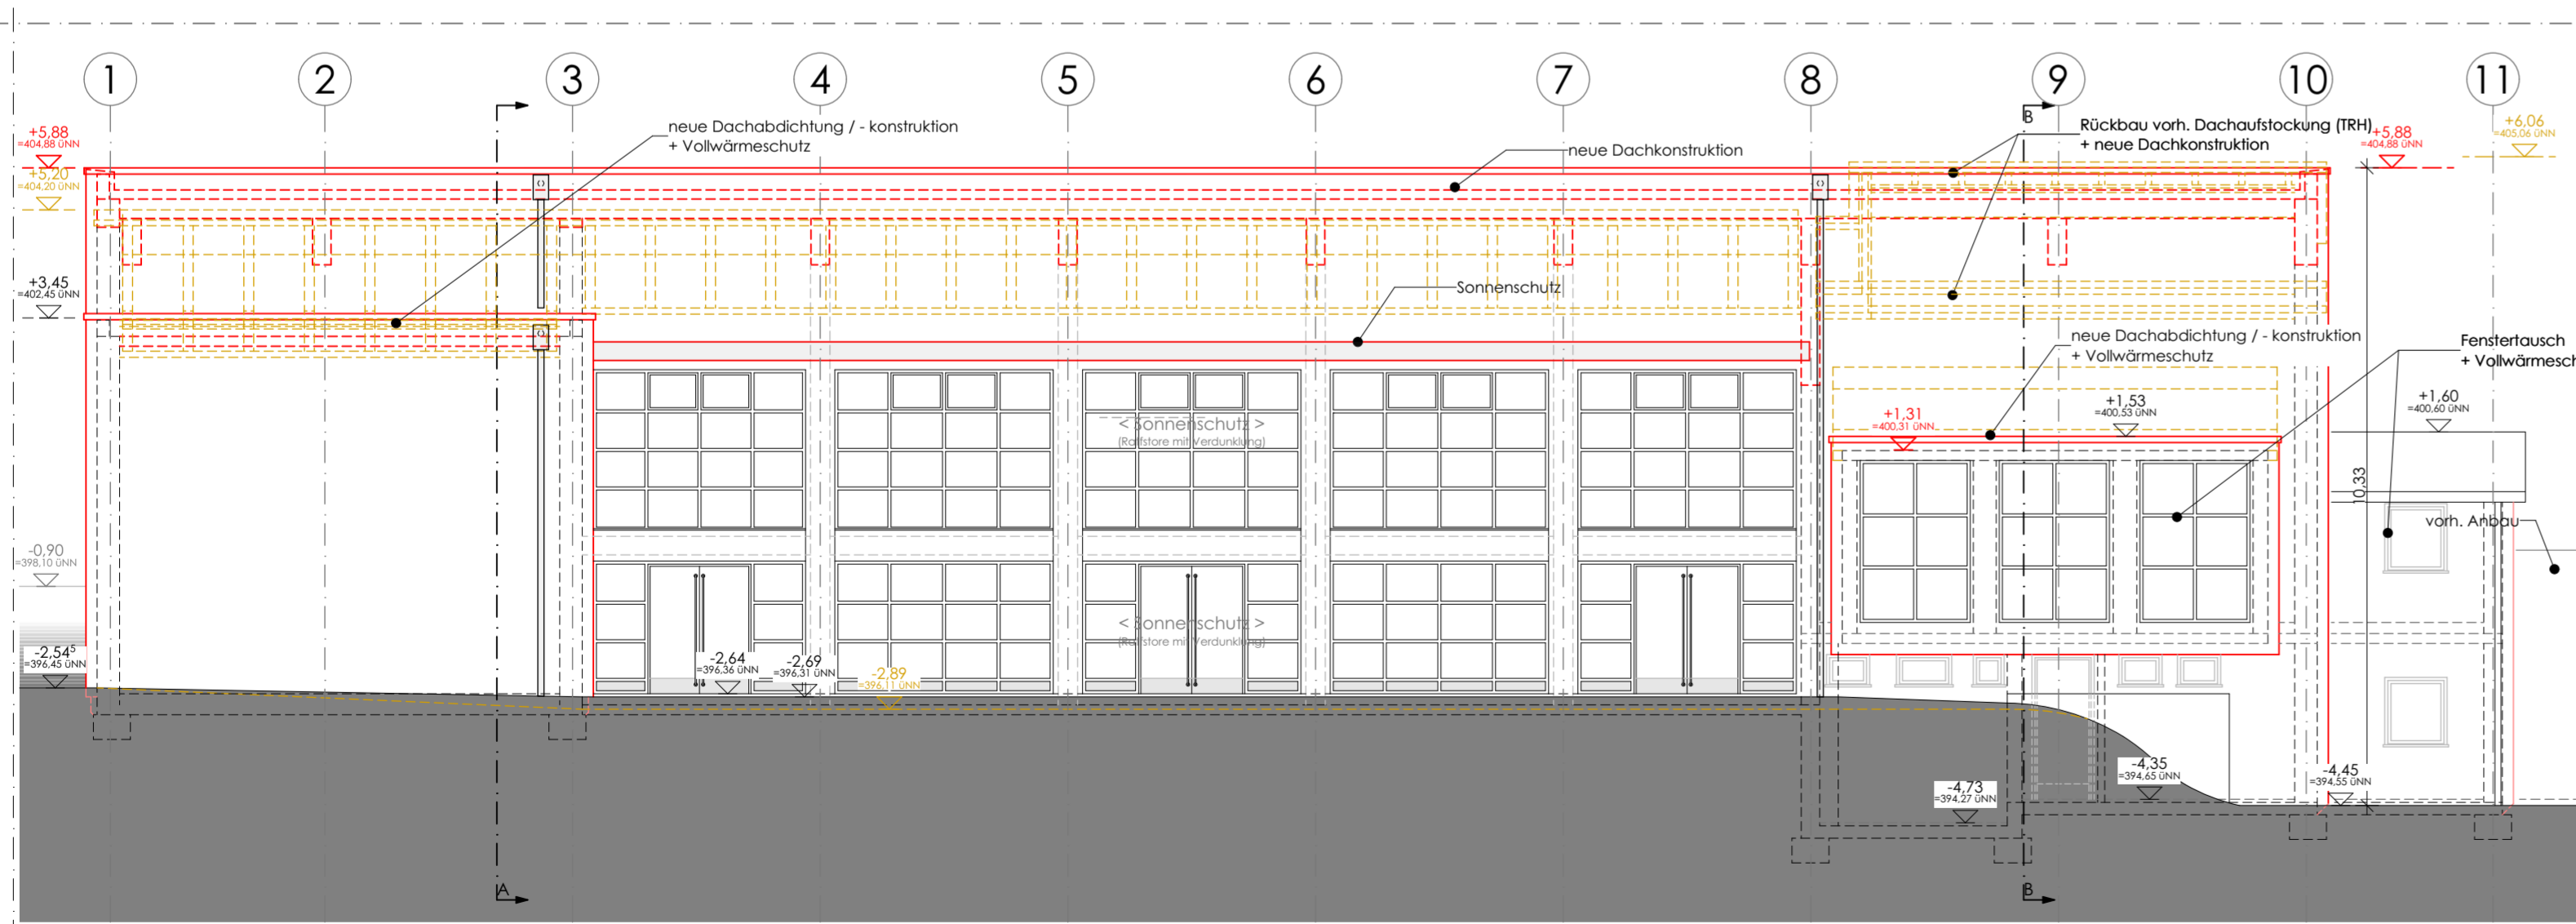 1 2 3 4 5 6 7 8 9 10 11
+5,88
=404,88 üNN
+5,20
=404,20 üNN
+3,45
=402,45 üNN
-0,90
=398,10 üNN
-2,54⁵
=396,45 üNN
neue Dachabdichtung / - konstruktion
+ Vollwärmeschutz
neue Dachkonstruktion
B
Rückbau vorh. Dachaufstockung (TRH)
+ neue Dachkonstruktion
+5,88
=404,88 üNN
+6,06
=405,06 üNN
Sonnenschutz
neue Dachabdichtung / - konstruktion
+ Vollwärmeschutz
Fenstertausch
+ Vollwärmesch
+1,31
=400,31 üNN
+1,53
=400,53 üNN
+1,60
=400,60 üNN
< Sonnenschutz >
(Raffstore mit Verdunklung)
10,33
vorh. Anbau
< Sonnenschutz >
(Raffstore mit Verdunklung)
-2,64
=396,36 üNN
-2,69
=396,31 üNN
-2,89
=396,11 üNN
-4,73
=394,27 üNN
-4,35
=394,65 üNN
-4,45
=394,55 üNN
A
B